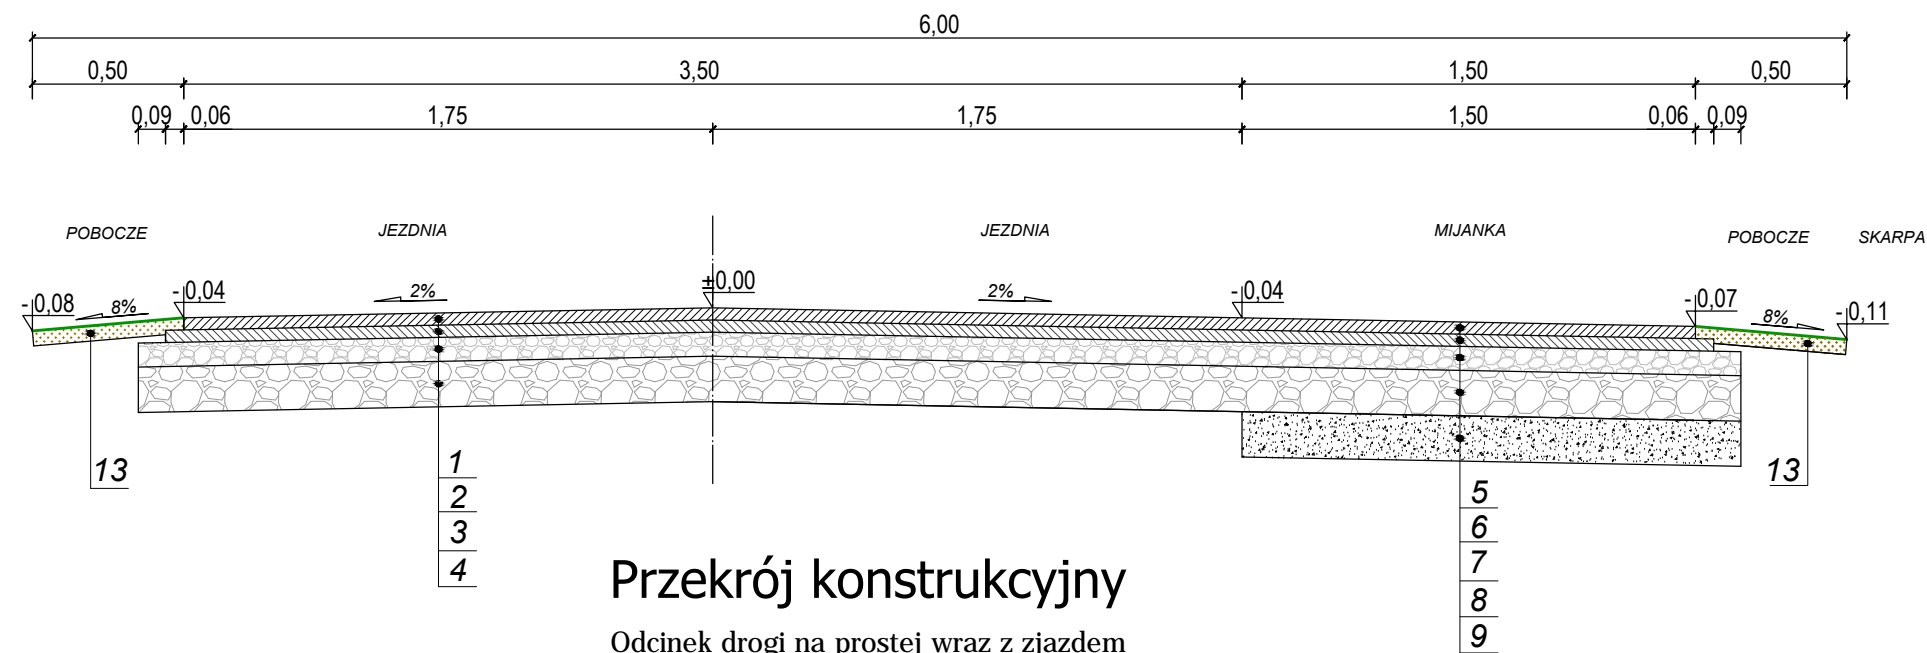 6,00
0,50 3,50 1,50 0,50
0,09 0,06 1,75 1,75 1,50 0,06 0,09
POBOCZE JEZDNIA JEZDNIA MIJANKA POBOCZE SKARPA
-0,08 8% -0,04 2% ±0,00 2% -0,04 -0,07 8% -0,11
13 1 13
2 5
3 6
4 7
8
9
Przekrój konstrukcyjny
Odcinek drogi na prostej wraz z zjazdem